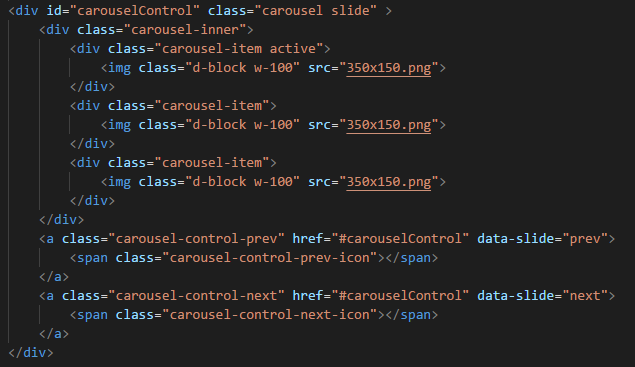 <div id="carouselControl" class="carousel slide" >
    <div class="carousel-inner">
        <div class="carousel-item active">
            <img class="d-block w-100" src="350x150.png">
        </div>
        <div class="carousel-item">
            <img class="d-block w-100" src="350x150.png">
        </div>
        <div class="carousel-item">
            <img class="d-block w-100" src="350x150.png">
        </div>
    </div>
    <a class="carousel-control-prev" href="#carouselControl" data-slide="prev">
        <span class="carousel-control-prev-icon"></span>
    </a>
    <a class="carousel-control-next" href="#carouselControl" data-slide="next">
        <span class="carousel-control-next-icon"></span>
    </a>
</div>